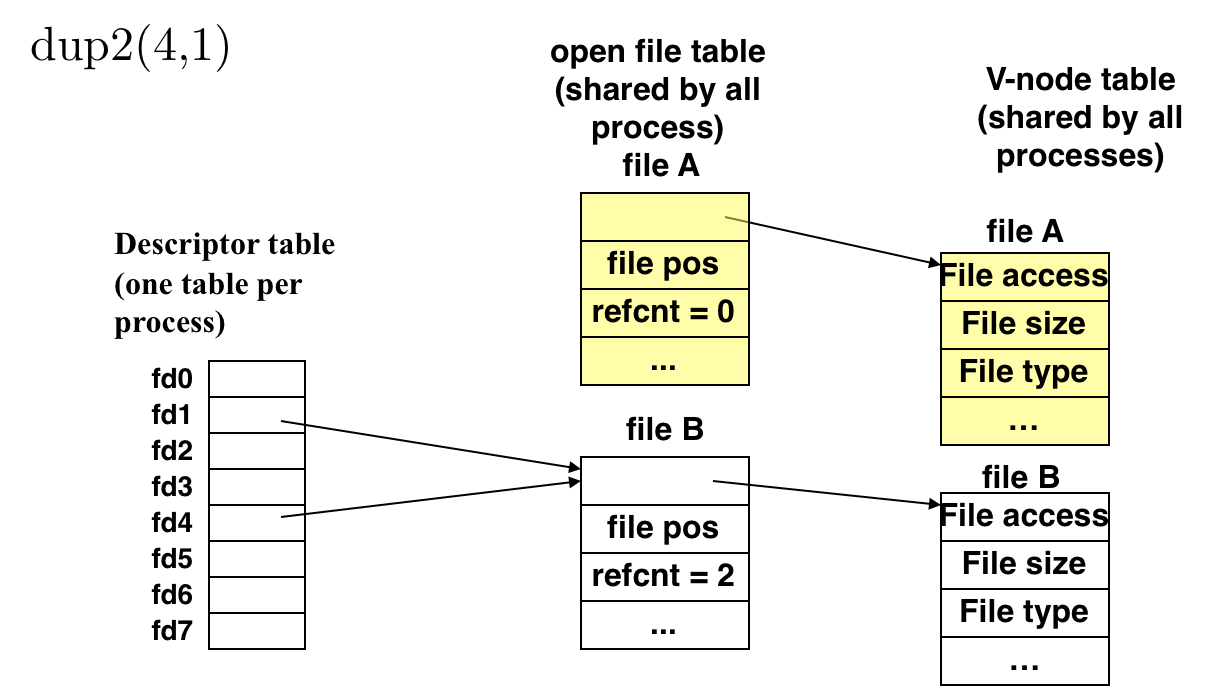 dup2(4,1)
open file table
(shared by all
process)
file A
V-node table
(shared by all
processes)
Descriptor table
(one table per
process)
file pos
refcnt = 0
...
file A
File access
File size
File type
…
fd0
fd1
fd2
fd3
fd4
fd5
fd6
fd7
file B
file pos
refcnt = 2
...
file B
File access
File size
File type
…